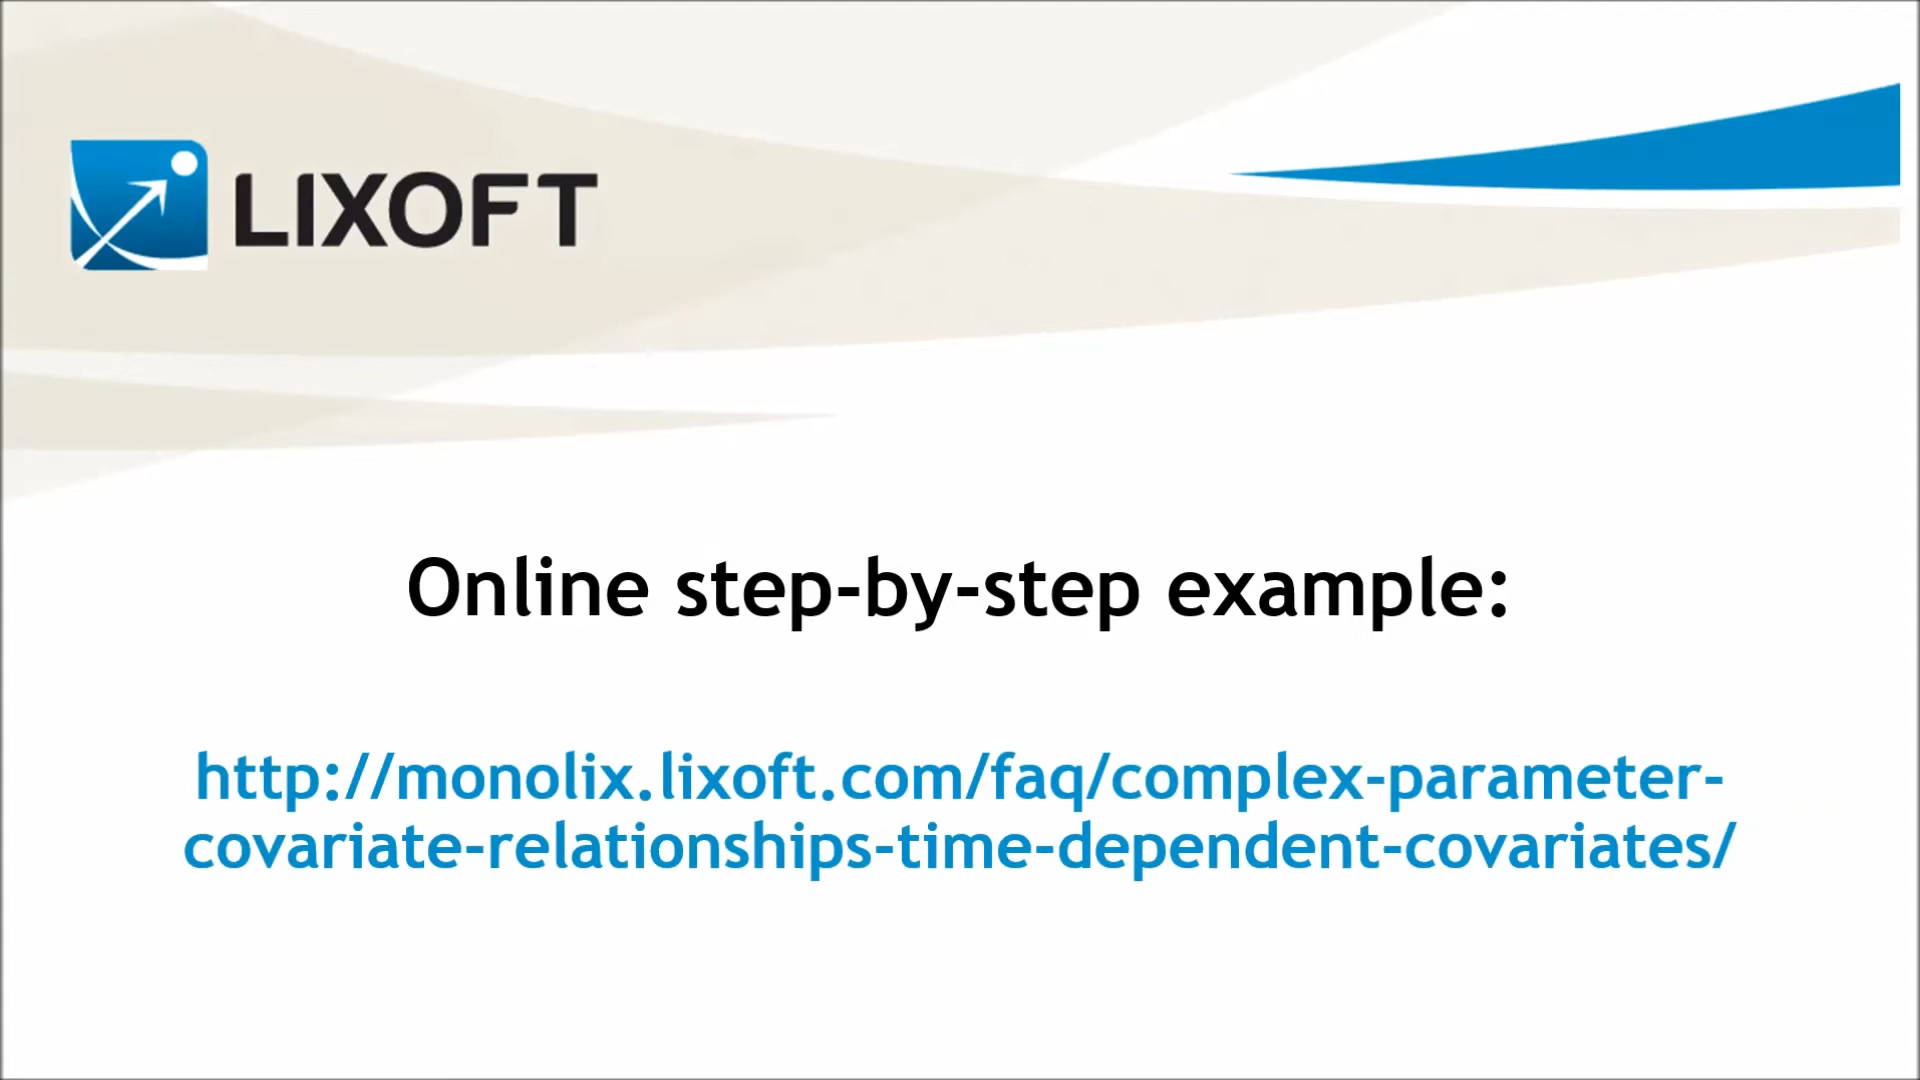 LIXOFT
Online step-by-step example:
http://monolix.lixoft.com/faq/complex-parameter-
covariate-relationships-time-dependent-covariates/